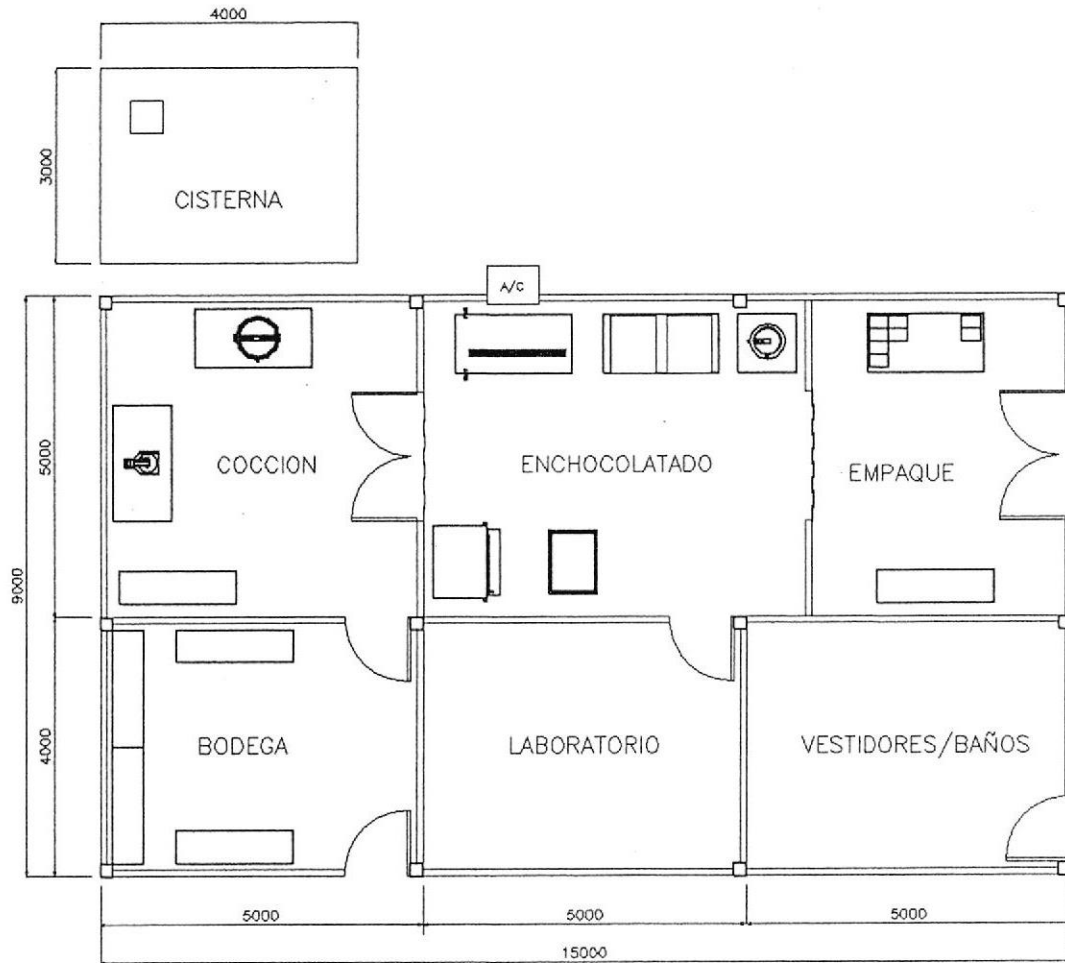 4000
3000
CISTERNA
A/C
5000
COCCION
ENCHOCOLATADO
EMPAQUE
9000
4000
BODEGA
LABORATORIO
VESTIDORES/BAÑOS
5000
5000
5000
15000